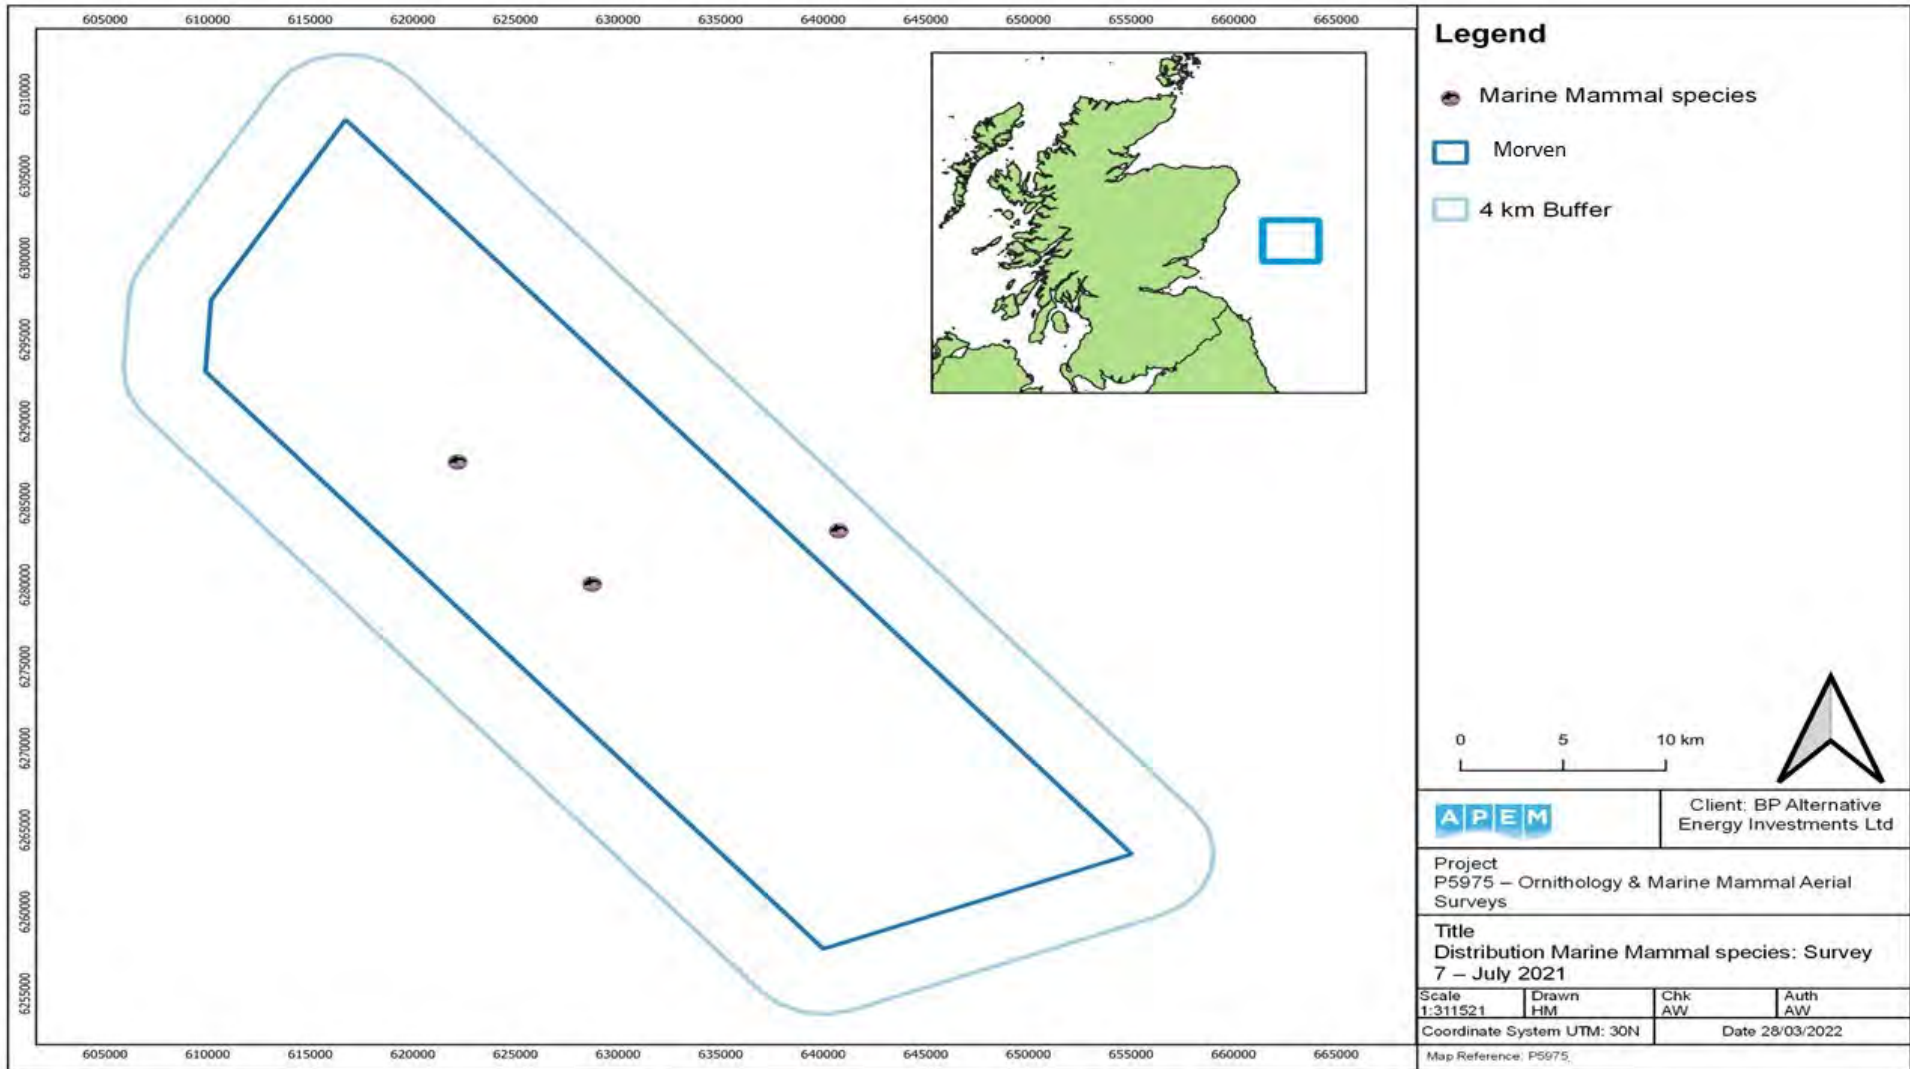 605000 610000 615000 620000 625000 630000 635000 640000 645000 650000 655000 660000 665000
6310000
6305000
6300000
6295000
6290000
6285000
6280000
6275000
6270000
6265000
6260000
6255000
605000 610000 615000 620000 625000 630000 635000 640000 645000 650000 655000 660000 665000
Legend
Marine Mammal species
Morven
4 km Buffer
0 5 10 km
APEM
Client: BP Alternative
Energy Investments Ltd
Project
P5975 – Ornithology & Marine Mammal Aerial
Surveys
Title
Distribution Marine Mammal species: Survey
7 – July 2021
Scale Drawn Chk Auth
1:311521 HM AW AW
Coordinate System UTM: 30N Date 28/03/2022
Map Reference: P5975